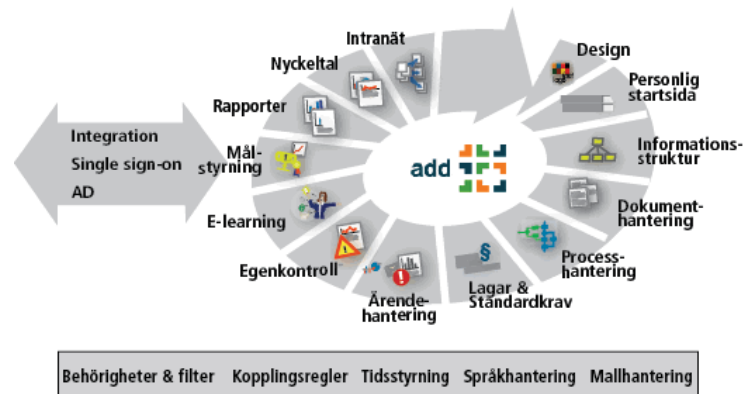 Intranät
Design
Nyckeltal
Personlig
startsida
Rapporter
Integration
Single sign-on
AD
Mål-
styrning
add
Informations-
struktur
E-learning
Dokument-
hantering
Egenkontroll
Process-
hantering
Ärende-
hantering
§
Lagar &
Standardkrav
Behörigheter & filter Kopplingsregler Tidsstyrning Språkhantering Mallhantering